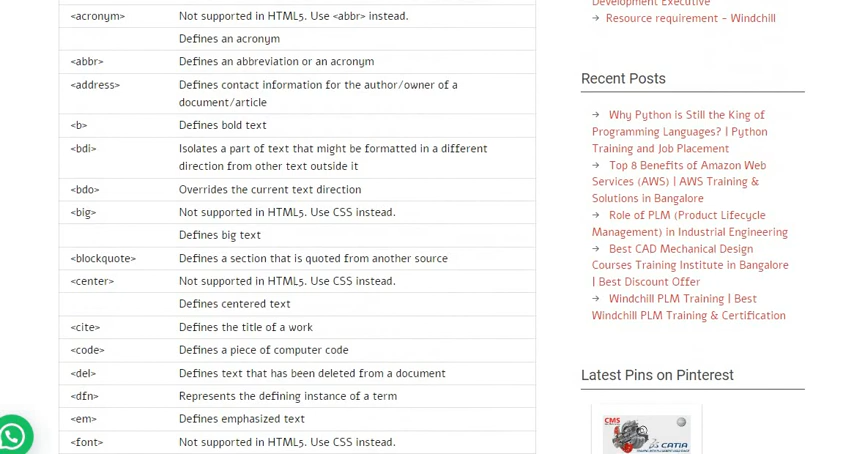 <acronym> Not supported in HTML5. Use <abbr> instead.
Defines an acronym
<abbr> Defines an abbreviation or an acronym
<address> Defines contact information for the author/owner of a
document/article
<b> Defines bold text
<bdi> Isolates a part of text that might be formatted in a different
direction from other text outside it
<bdo> Overrides the current text direction
<big> Not supported in HTML5. Use CSS instead.
Defines big text
<blockquote> Defines a section that is quoted from another source
<center> Not supported in HTML5. Use CSS instead.
Defines centered text
<cite> Defines the title of a work
<code> Defines a piece of computer code
<del> Defines text that has been deleted from a document
<dfn> Represents the defining instance of a term
<em> Defines emphasized text
<font> Not supported in HTML5. Use CSS instead.
Development Executive
→ Resource requirement – Windchill
Recent Posts
→ Why Python is Still the King of
Programming Languages? | Python
Training and Job Placement
→ Top 8 Benefits of Amazon Web
Services (AWS) | AWS Training &
Solutions in Bangalore
→ Role of PLM (Product Lifecycle
Management) in Industrial Engineering
→ Best CAD Mechanical Design
Courses Training Institute in Bangalore
| Best Discount Offer
→ Windchill PLM Training | Best
Windchill PLM Training & Certification
Latest Pins on Pinterest
CMS
CATIA